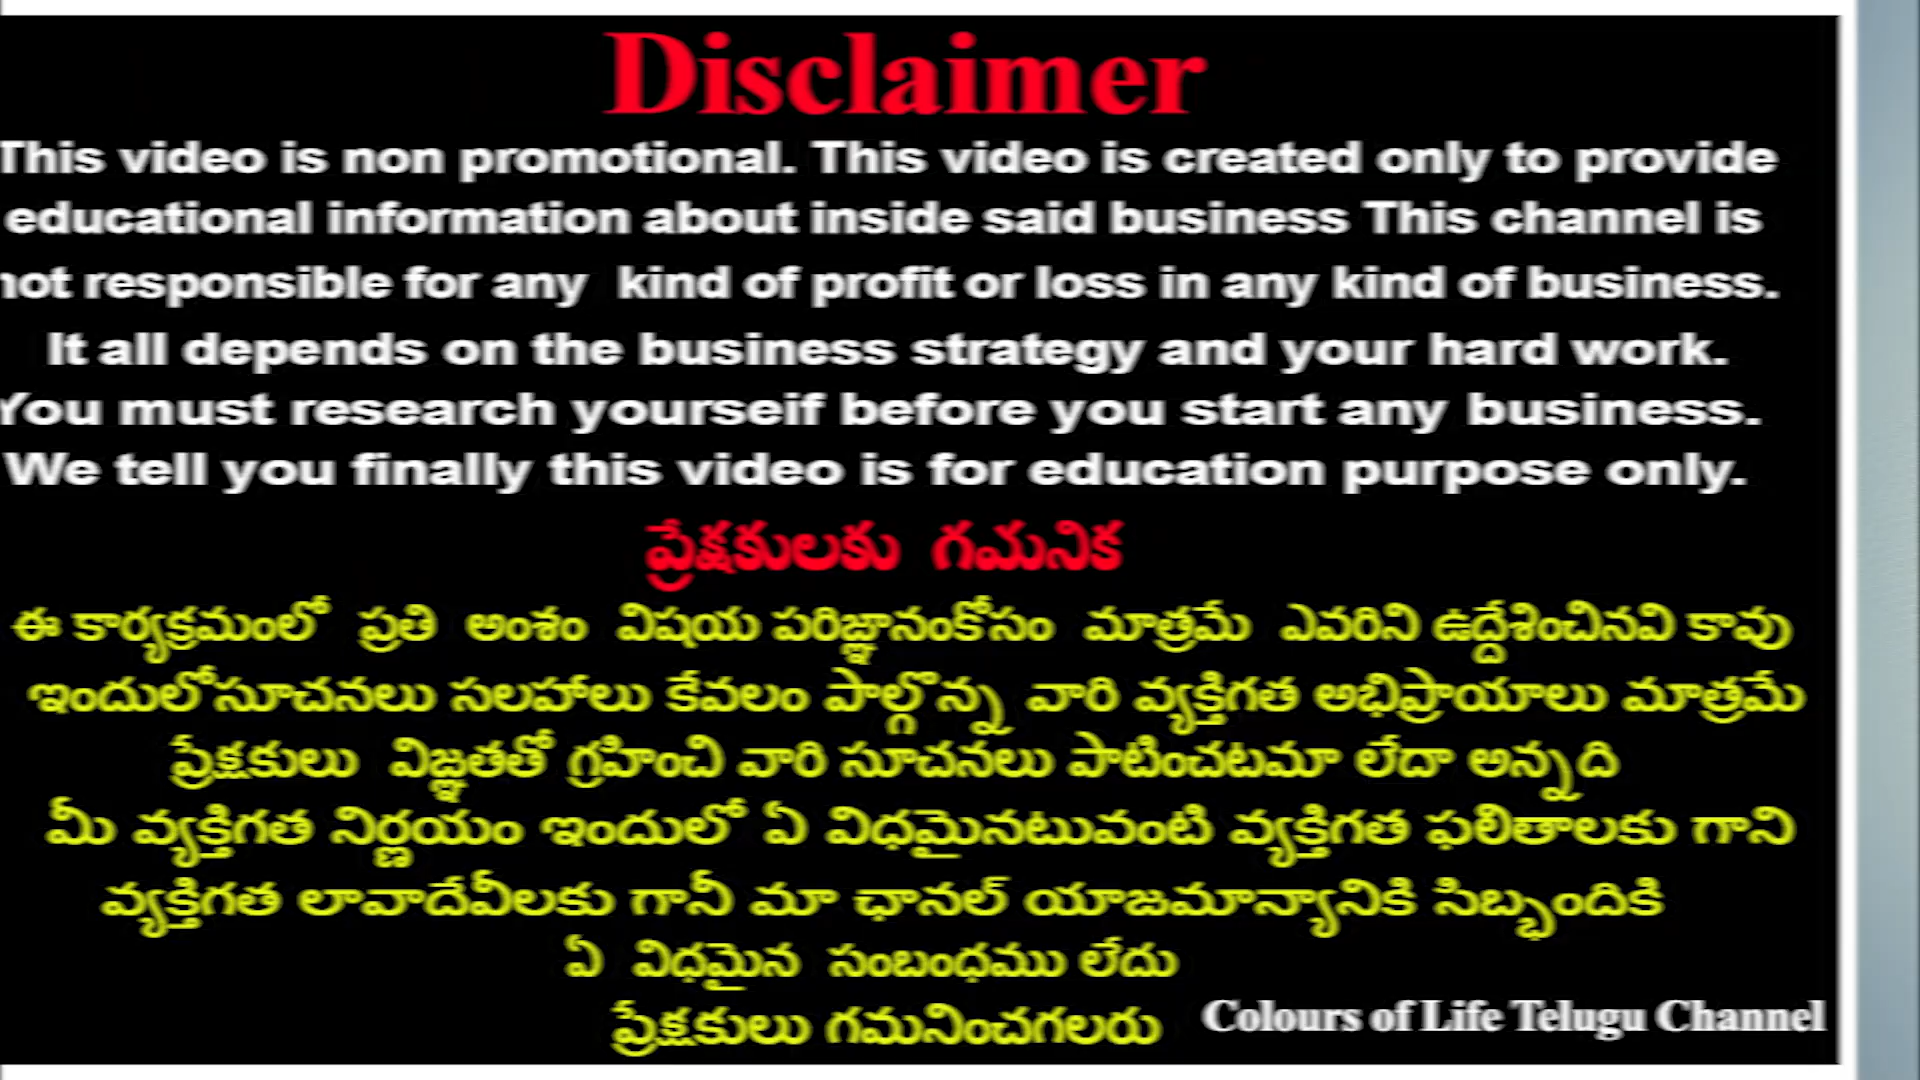 Disclaimer
This video is non promotional. This video is created only to provide
educational information about inside said business This channel is
not responsible for any kind of profit or loss in any kind of business.
It all depends on the business strategy and your hard work.
You must research yourseif before you start any business.
We tell you finally this video is for education purpose only.
ప్రేక్షకులకు గమనిక
ఈ కార్యక్రమంలో ప్రతి అంశం విషయ పరిజ్ఞానంకోసం మాత్రమే ఎవరిని ఉద్దేశించినవి కావు
ఇందులోసూచనలు సలహాలు కేవలం పాల్గొన్న వారి వ్యక్తిగత అభిప్రాయాలు మాత్రమే
ప్రేక్షకులు విజ్ఞతతో గ్రహించి వారి సూచనలు పాటించటమా లేదా అన్నది
మీ వ్యక్తిగత నిర్ణయం ఇందులో ఏ విధమైనటువంటి వ్యక్తిగత ఫలితాలకు గాని
వ్యక్తిగత లావాదేవీలకు గానీ మా ఛానల్ యాజమాన్యానికి సిబ్బందికి
ఏ విధమైన సంబంధము లేదు
ప్రేక్షకులు గమనించగలరు
Colours of Life Telugu Channel